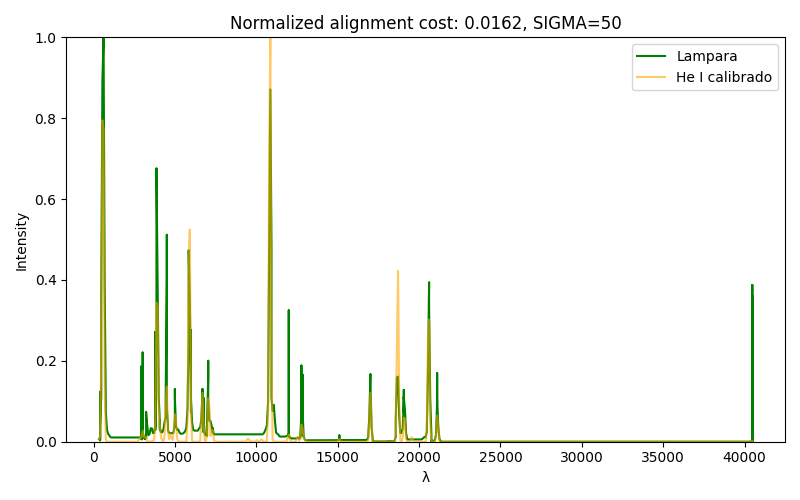 Normalized alignment cost: 0.0162, SIGMA=50
Lampara
He I calibrado
1.0
0.8
0.6
0.4
0.2
0.0
Intensity
0 5000 10000 15000 20000 25000 30000 35000 40000
λ